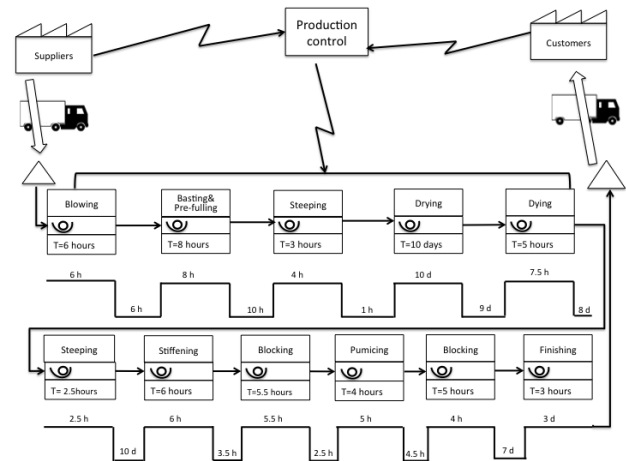 Suppliers
Production
control
Customers
Blowing
T=6 hours
Basting&
Pre-fulling
T=8 hours
Steeping
T=3 hours
Drying
T=10 days
Dying
T=5 hours
6 h
8 h
4 h
10 d
7.5 h
6 h
10 h
1 h
9 d
8 d
Steeping
T= 2.5hours
Stiffening
T=6 hours
Blocking
T=5.5 hours
Pumicing
T=4 hours
Blocking
T=5 hours
Finishing
T=3 hours
2.5 h
6 h
5.5 h
5 h
4 h
3 d
10 d
3.5 h
2.5 h
4.5 h
7 d